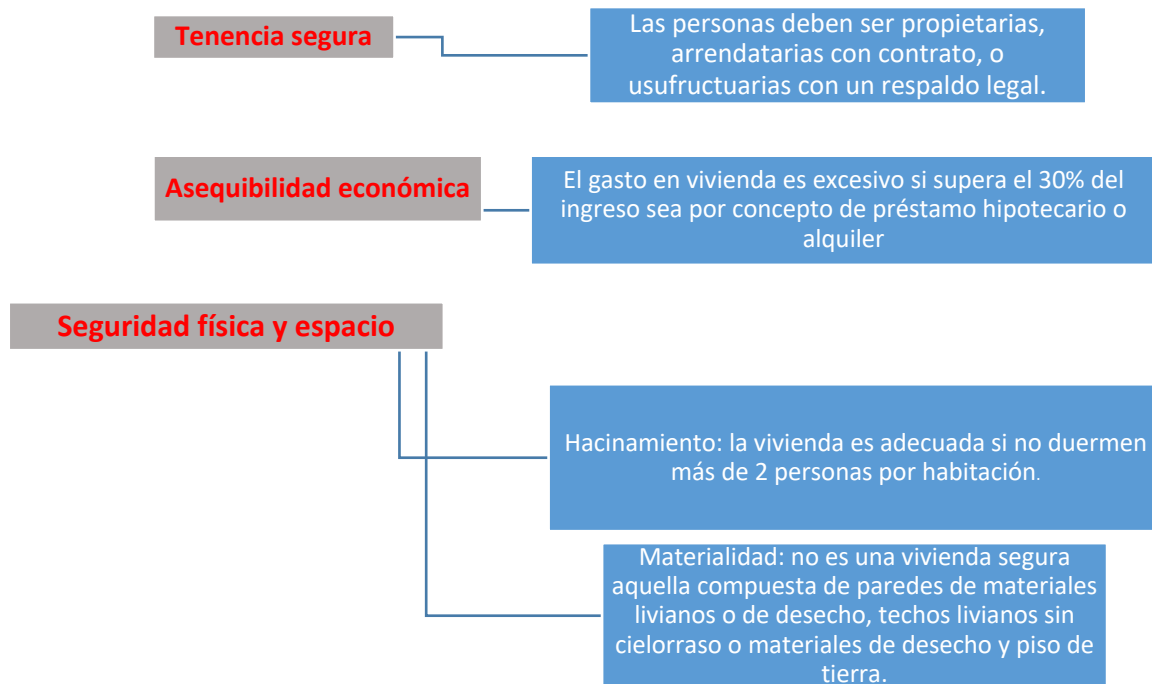 Tenencia segura
Las personas deben ser propietarias,
arrendatarias con contrato, o
usufructuarias con un respaldo legal.
Asequibilidad económica
El gasto en vivienda es excesivo si supera el 30% del
ingreso sea por concepto de préstamo hipotecario o
alquiler
Seguridad física y espacio
Hacinamiento: la vivienda es adecuada si no duermen
más de 2 personas por habitación.
Materialidad: no es una vivienda segura
aquella compuesta de paredes de materiales
livianos o de desecho, techos livianos sin
cielorraso o materiales de desecho y piso de
tierra.